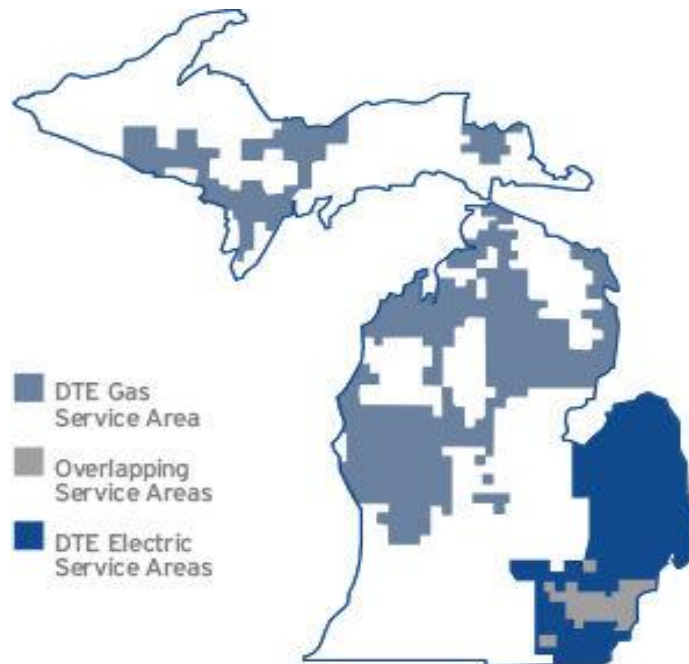 DTE Gas
Service Area
Overlapping
Service Areas
DTE Electric
Service Areas